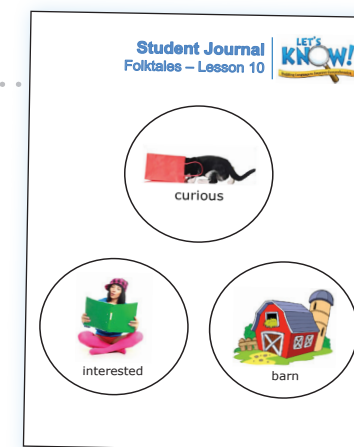 Student Journal
Folktales – Lesson 10
LET'S
KNOW!
curious
interested
barn